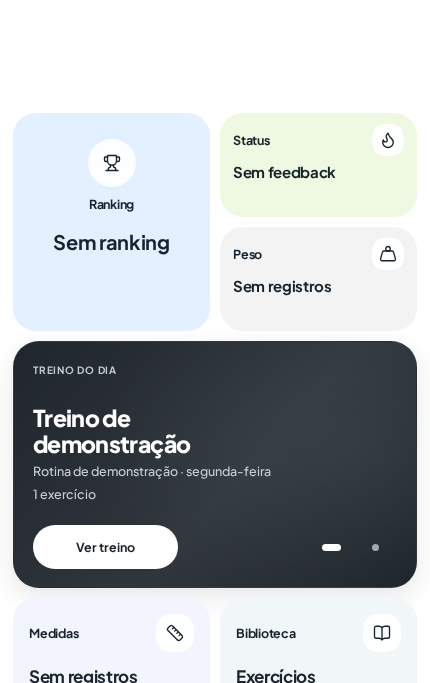 Ranking
Sem ranking
Status
Sem feedback
Peso
Sem registros
TREINO DO DIA
Treino de
demonstração
Rotina de demonstração · segunda-feira
1 exercício
Ver treino
Medidas
Sem registros
Biblioteca
Exercícios